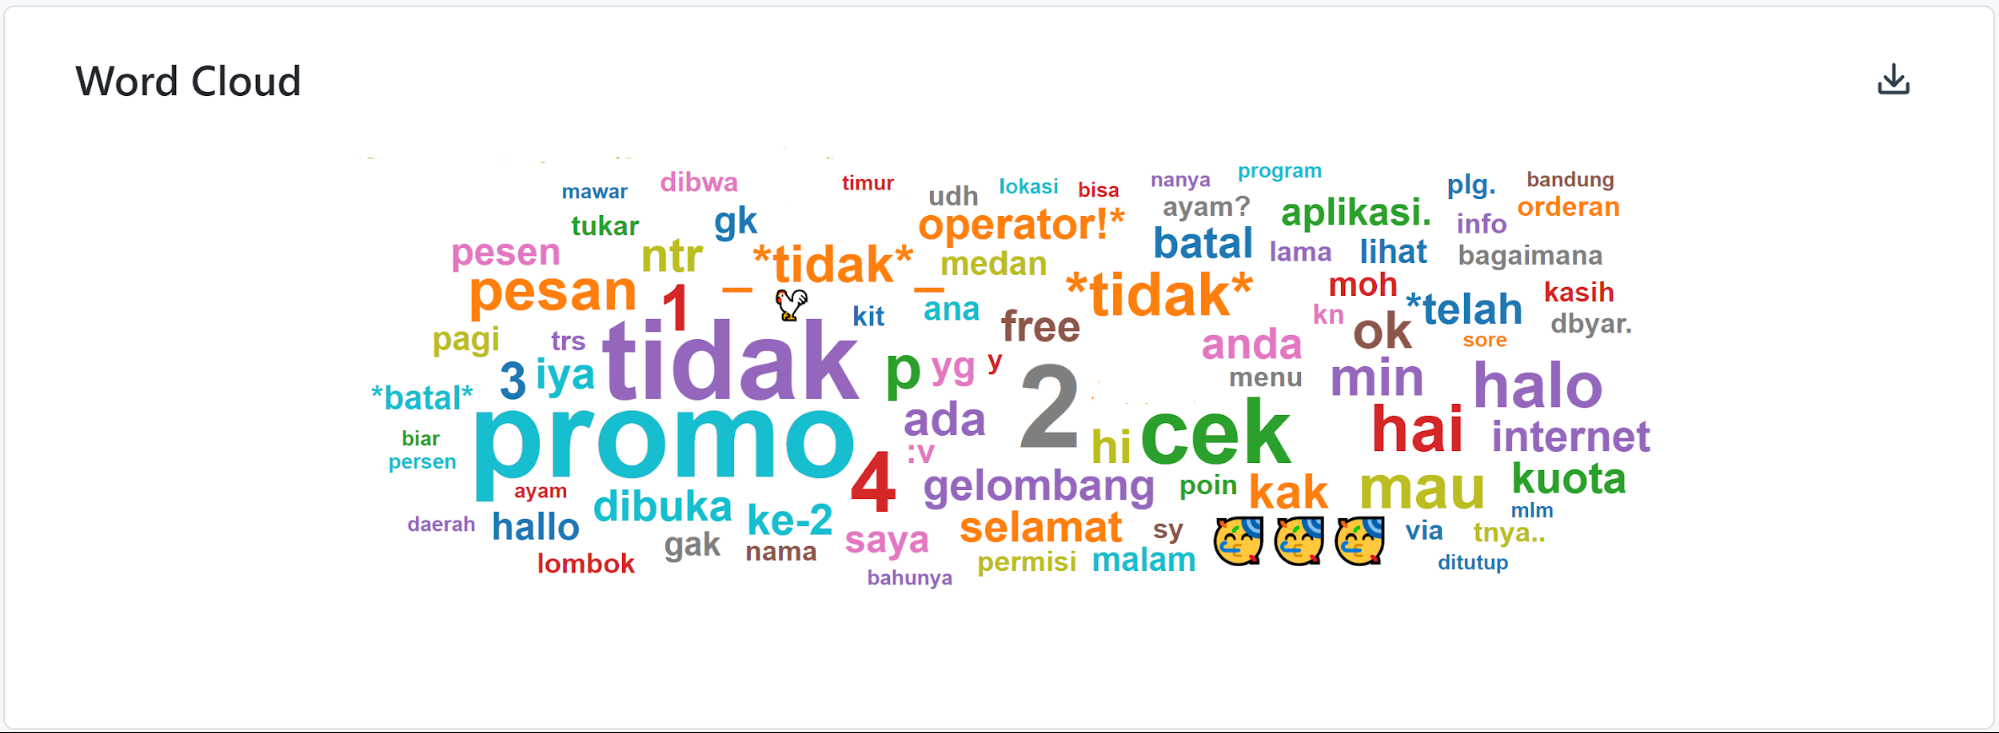 Word Cloud
mawar
dibwa
timur
udh
lokasi
bisa
nanya
program
plg.
bandung
tukar
gk
operator!*
ayam?
aplikasi.
info
orderan
pesen
ntr
*tidak*
medan
batal
lama
lihat
bagaimana
pesan
1
_
_
kit
ana
free
*tidak*
moh
*telah
kasih
kn
dbyar.
pagi
trs
tidak
p
yg
y
anda
ok
sore
*batal*
3
iya
2
menu
min
halo
biar
persen
promo
ada
:v
hi
cek
hai
internet
ayam
4
gelombang
poin
kak
mau
kuota
daerah
hallo
dibuka
ke-2
saya
selamat
sy
🥳🥳🥳
via
mlm
tnya..
lombok
gak
nama
bahunya
permisi
malam
ditutup